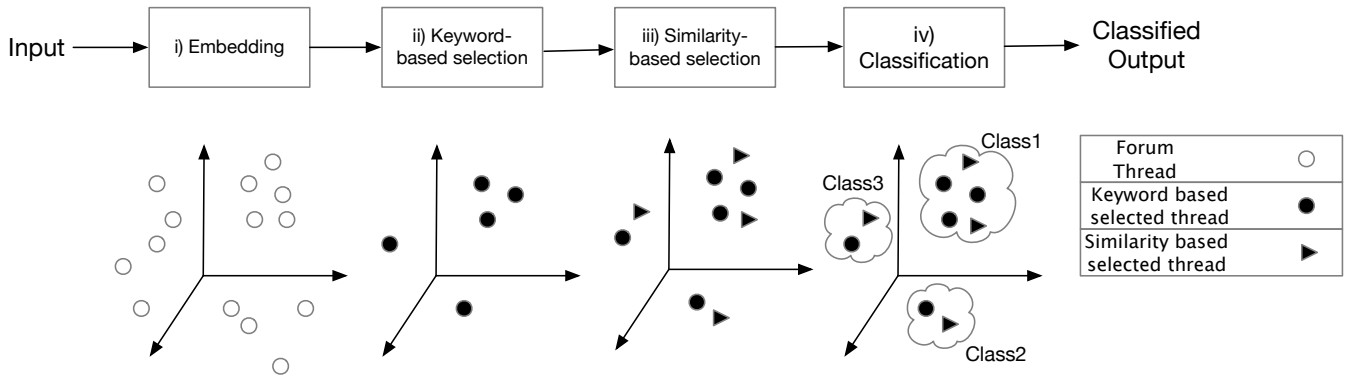 Input
i) Embedding
ii) Keyword-
based selection
iii) Similarity-
based selection
iv)
Classification
Classified
Output
Class1
Class3
Class2
Forum
Thread
Keyword based
selected thread
Similarity based
selected thread